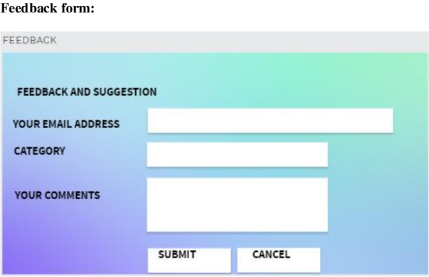 Feedback form:
FEEDBACK
FEEDBACK AND SUGGESTION
YOUR EMAIL ADDRESS
CATEGORY
YOUR COMMENTS
SUBMIT CANCEL